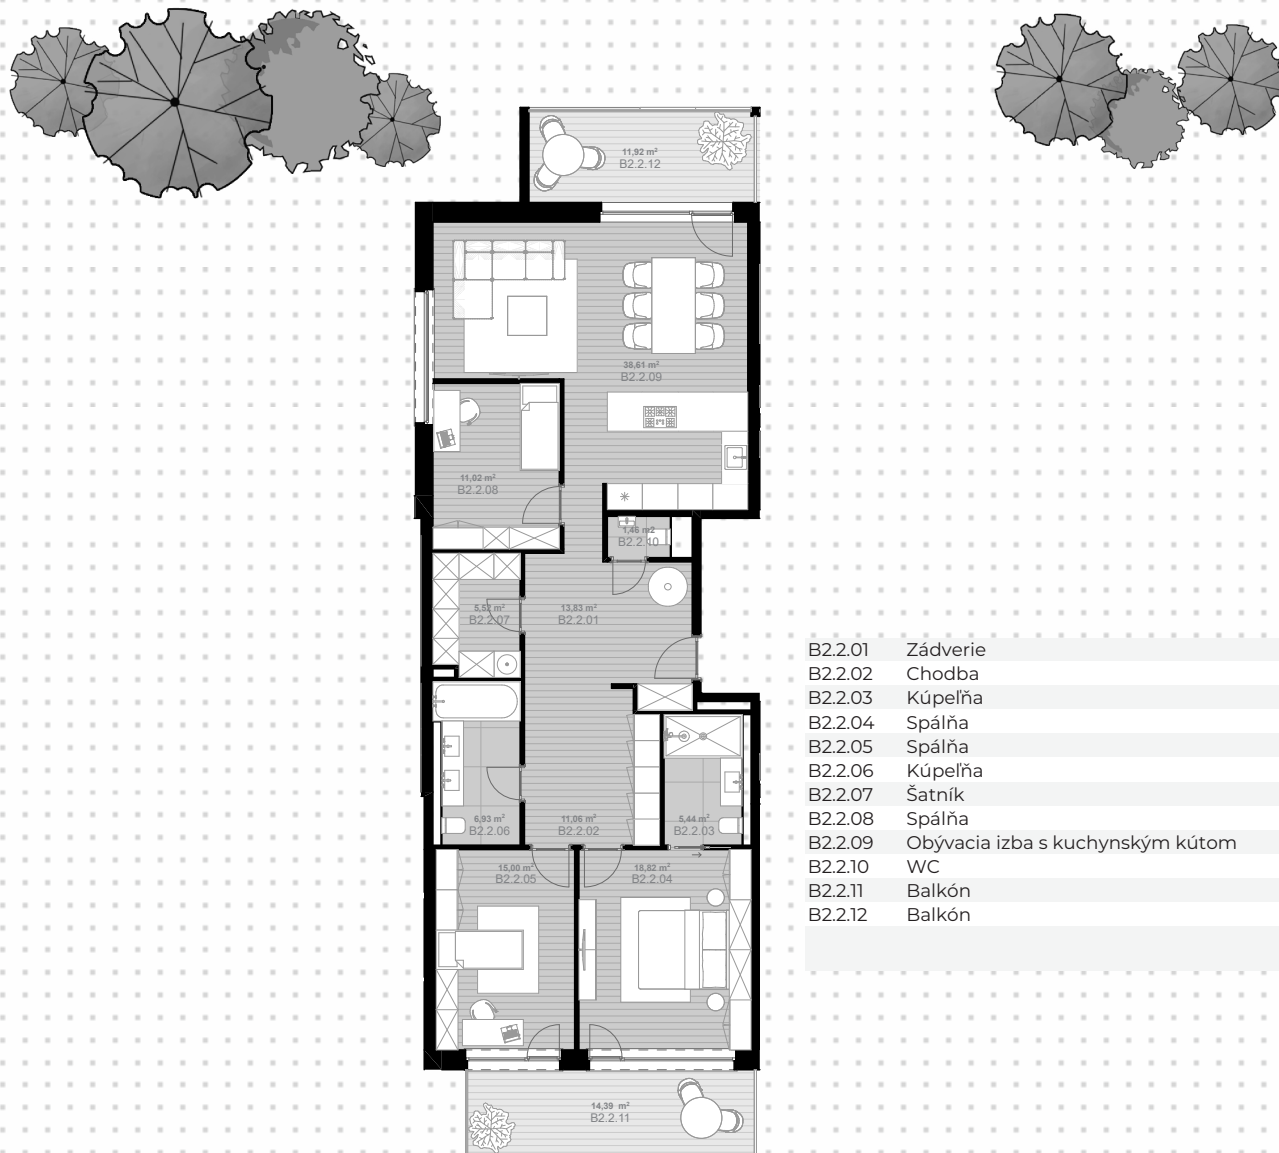 11,92 m²
B2.2.12
38,61 m²
B2.2.09
11,02 m²
B2.2.08
1,45 m2
B2.2.10
5,52 m²
B2.2.07
13,83 m²
B2.2.01
6,93 m²
B2.2.06
11,06 m²
B2.2.02
5,44 m²
B2.2.03
15,00 m²
B2.2.05
18,82 m²
B2.2.04
14,39 m²
B2.2.11
B2.2.01 Zádverie
B2.2.02 Chodba
B2.2.03 Kúpeľňa
B2.2.04 Spálňa
B2.2.05 Spálňa
B2.2.06 Kúpeľňa
B2.2.07 Šatník
B2.2.08 Spálňa
B2.2.09 Obývacia izba s kuchynským kútom
B2.2.10 WC
B2.2.11 Balkón
B2.2.12 Balkón